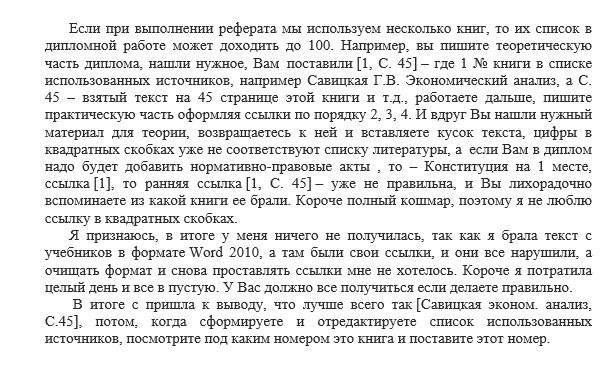 Если при выполнении реферата мы используем несколько книг, то их список в
дипломной работе может доходить до 100. Например, вы пишите теоретическую
часть диплома, нашли нужное, Вам поставили [1, С. 45] – где 1 № книги в списке
использованных источников, например Савицкая Г.В. Экономический анализ, а С.
45 – взятый текст на 45 странице этой книги и т.д., работаете дальше, пишите
практическую часть оформляя ссылки по порядку 2, 3, 4. И вдруг Вы нашли нужный
материал для теории, возвращаетесь к ней и вставляете кусок текста, цифры в
квадратных скобках уже не соответствуют списку литературы, а если Вам в диплом
надо будет добавить нормативно-правовые акты , то – Конституция на 1 месте,
ссылка [1], то ранняя ссылка [1, С. 45] – уже не правильна, и Вы лихорадочно
вспоминаете из какой книги ее брали. Короче полный кошмар, поэтому я не люблю
ссылку в квадратных скобках.
Я признаюсь, в итоге у меня ничего не получилась, так как я брала текст с
учебников в формате Word 2010, а там были свои ссылки, и они все нарушили, а
очищать формат и снова проставлять ссылки мне не хотелось. Короче я потратила
целый день и все в пустую. У Вас должно все получиться если делаете правильно.
В итоге с пришла к выводу, что лучше всего так [Савицкая эконом. анализ,
С.45], потом, когда сформируете и отредактируете список использованных
источников, посмотрите под каким номером это книга и поставите этот номер.